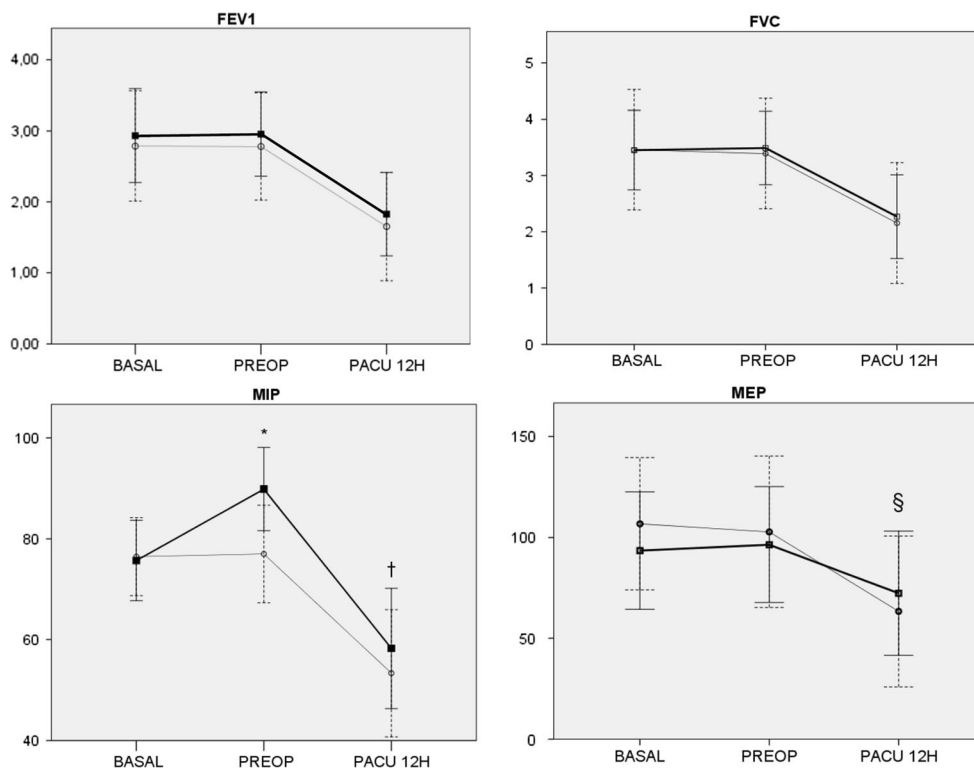 FEV1
4,00
3,00
2,00
1,00
0,00
BASAL PREOP PACU 12H
FVC
5
4
3
2
1
0
BASAL PREOP PACU 12H
MIP
100
80
60
40
*
†
BASAL PREOP PACU 12H
MEP
150
100
50
0
§
BASAL PREOP PACU 12H